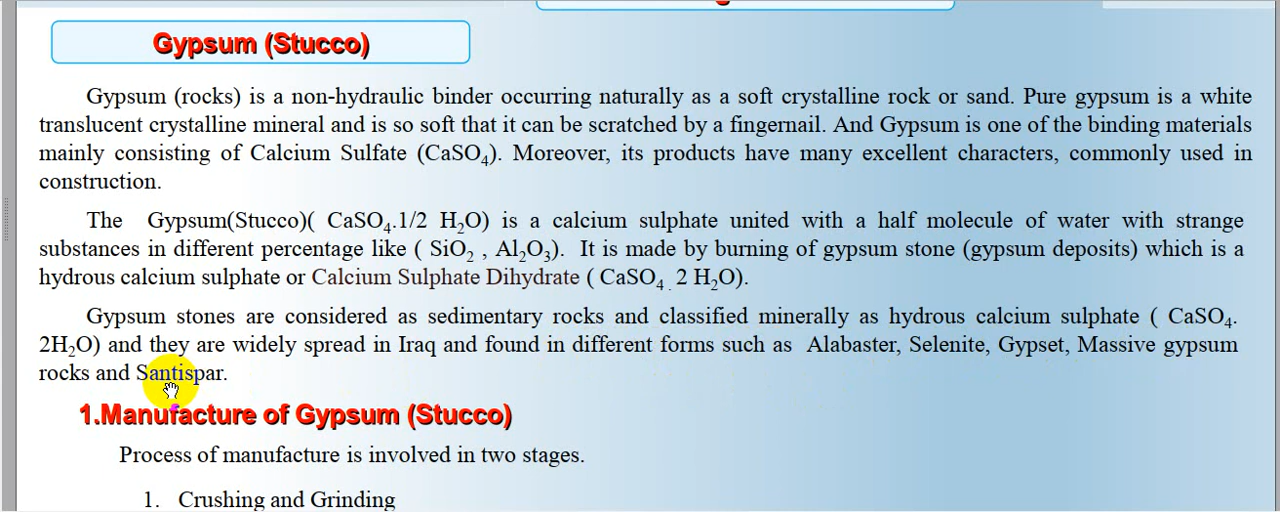 Gypsum (Stucco)
Gypsum (rocks) is a non-hydraulic binder occurring naturally as a soft crystalline rock or sand. Pure gypsum is a white
translucent crystalline mineral and is so soft that it can be scratched by a fingernail. And Gypsum is one of the binding materials
mainly consisting of Calcium Sulfate (CaSO₄). Moreover, its products have many excellent characters, commonly used in
construction.
The Gypsum(Stucco)( CaSO₄.1/2 H₂O) is a calcium sulphate united with a half molecule of water with strange
substances in different percentage like ( SiO₂ , Al₂O₃). It is made by burning of gypsum stone (gypsum deposits) which is a
hydrous calcium sulphate or Calcium Sulphate Dihydrate ( CaSO₄ . 2 H₂O).
Gypsum stones are considered as sedimentary rocks and classified minerally as hydrous calcium sulphate ( CaSO₄.
2H₂O) and they are widely spread in Iraq and found in different forms such as Alabaster, Selenite, Gypset, Massive gypsum
rocks and Santispar.
1.Manufacture of Gypsum (Stucco)
Process of manufacture is involved in two stages.
1. Crushing and Grinding